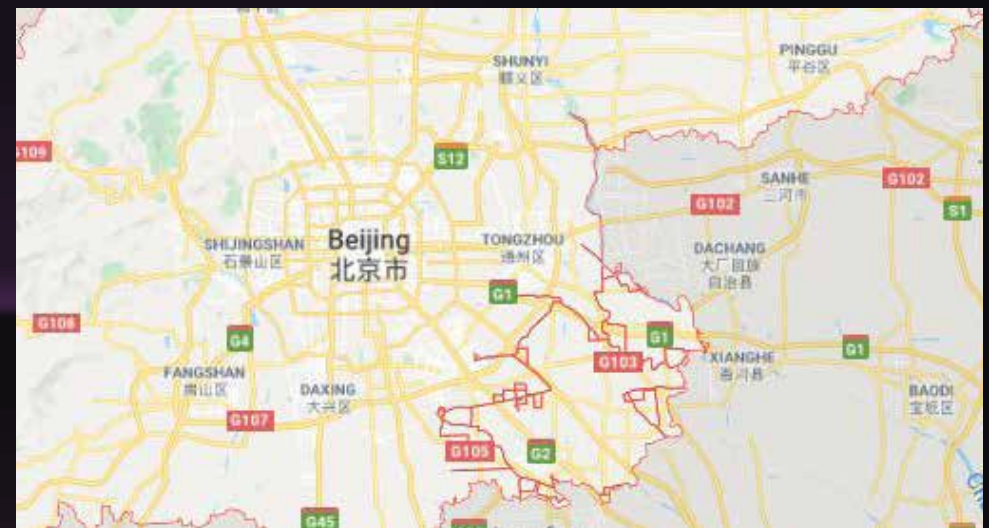 SHUNYI
顺义区
PINGGU
平谷区
G109
S12
SANHE
三河市
G102
G102
S1
SHIJINGSHAN
石景山区
Beijing
北京市
TONGZHOU
通州区
DACHANG
大厂回族
自治县
G1
G108
G4
G1
G103
G1
XIANGHE
香河县
FANGSHAN
房山区
DAXING
大兴区
BAODI
宝坻区
G107
G105
G2
G45